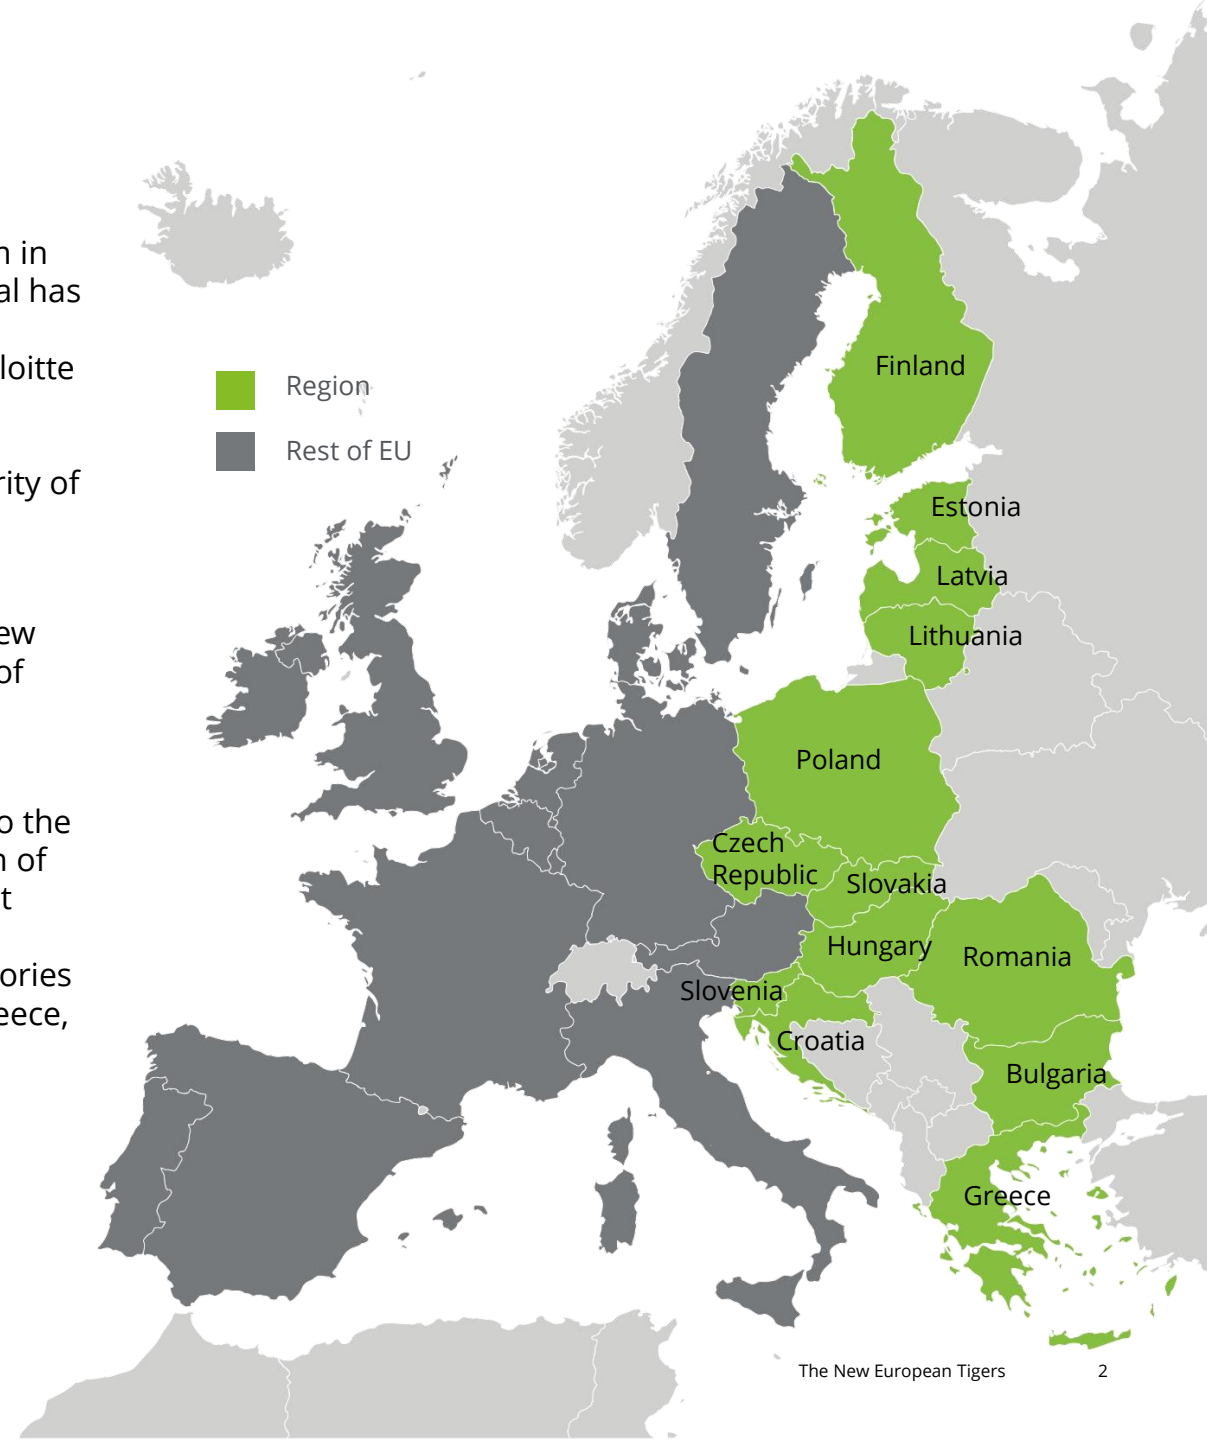 n in
al has
loitte
rity of
ew
of
o the
n of
t
ories
eece,
Region
Rest of EU
Finland
Estonia
Latvia
Lithuania
Poland
Czech
Republic
Slovakia
Hungary
Romania
Slovenia
Croatia
Bulgaria
Greece
The New European Tigers 2